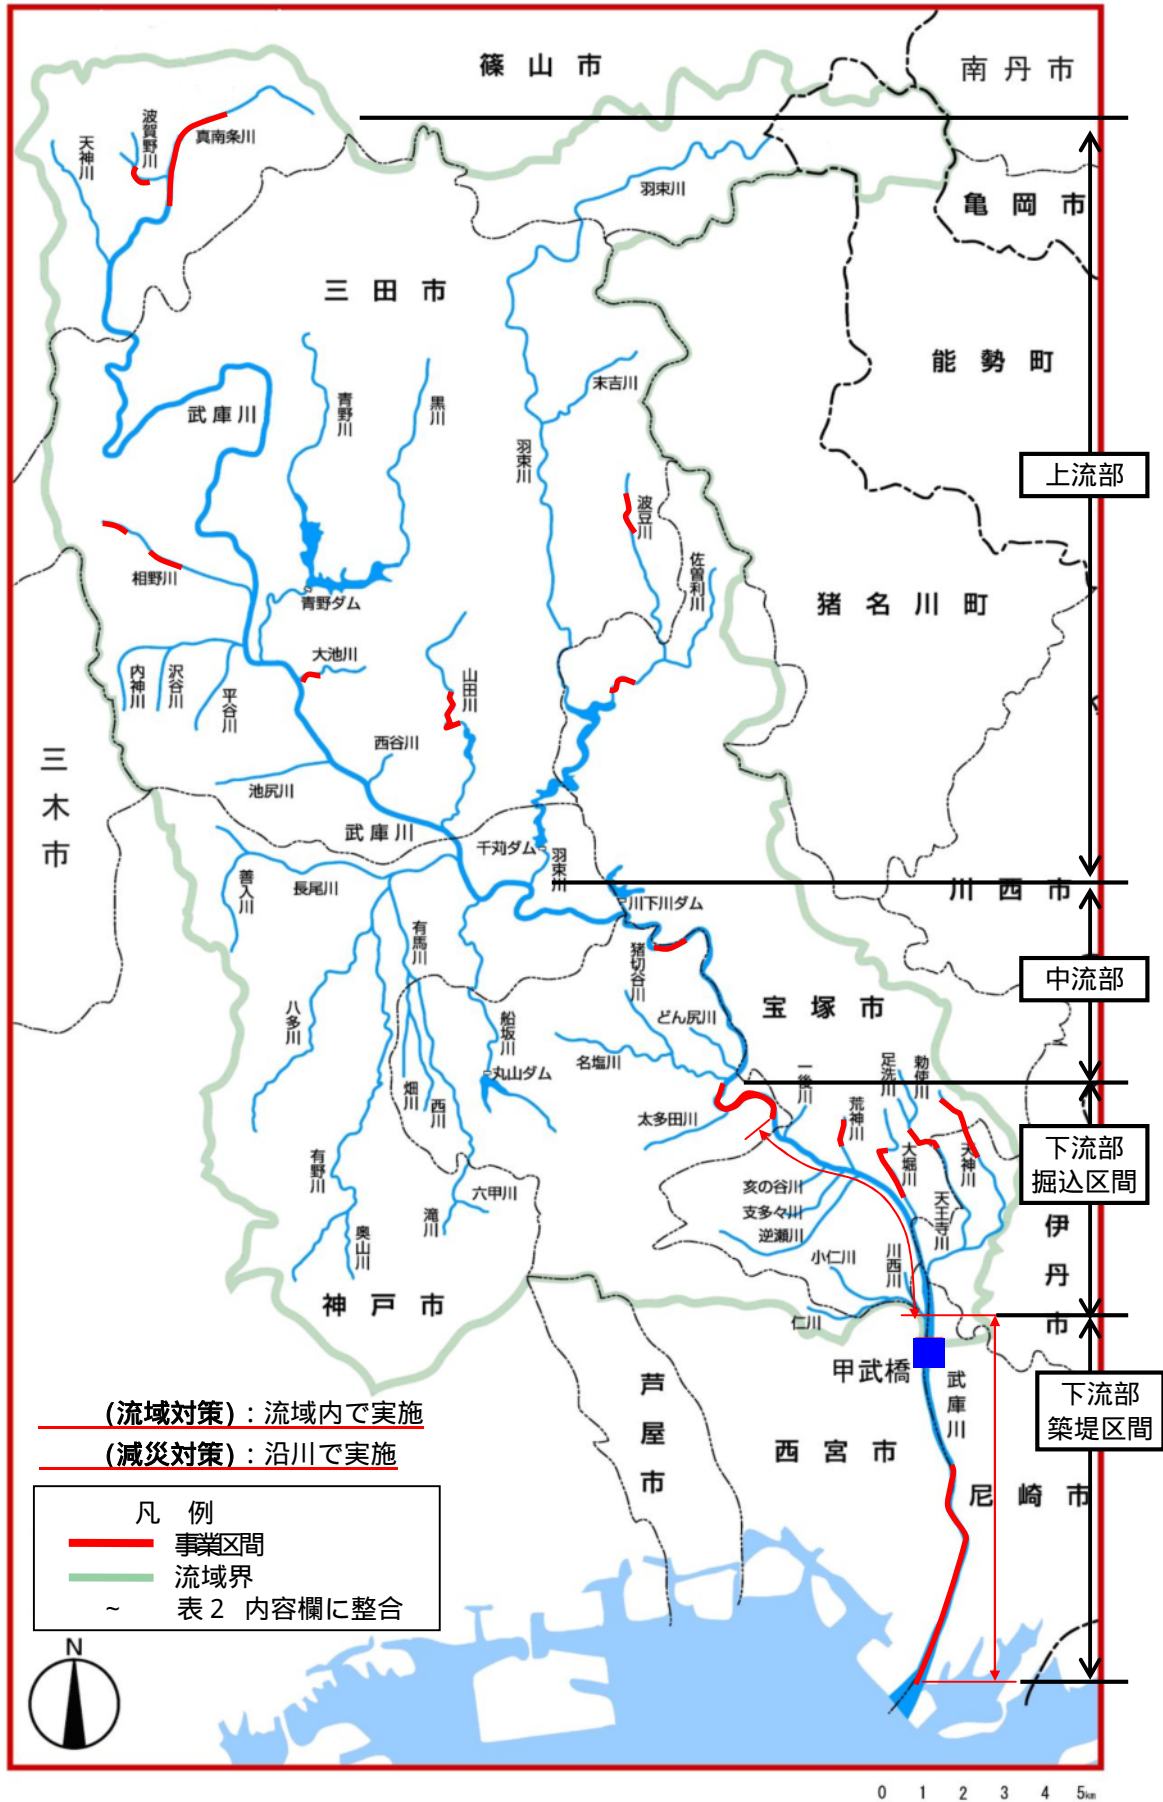 篠山市
南丹市
波賀野川
真南条川
天神川
羽束川
亀岡市
三田市
能勢町
末吉川
武庫川
青野川
黒川
羽束川
上流部
波豆川
佐曽利川
相野川
青野ダム
猪名川町
大池川
内神川
沢谷川
平谷川
山田川
西谷川
三木市
池尻川
武庫川
千苅ダム
羽束川
善入川
長尾川
川西市
川下川ダム
有馬川
猪切谷川
中流部
八多川
船坂川
どん尻川
宝塚市
名塩川
丸山ダム
一後川
足洗川
勅使川
畑川
西川
太多田川
荒神川
下流部
掘込区間
大堀川
天神川
有野川
六甲川
亥の谷川
支多々川
天王寺川
滝川
逆瀬川
伊丹市
奥山川
小仁川
川西川
神戸市
仁川
甲武橋
武庫川
芦屋市
下流部
築堤区間
(流域対策)：流域内で実施
西宮市
(減災対策)：沿川で実施
尼崎市
凡 例
事業区間
流域界
～ 表２ 内容欄に整合
N
0 1 2 3 4 5km